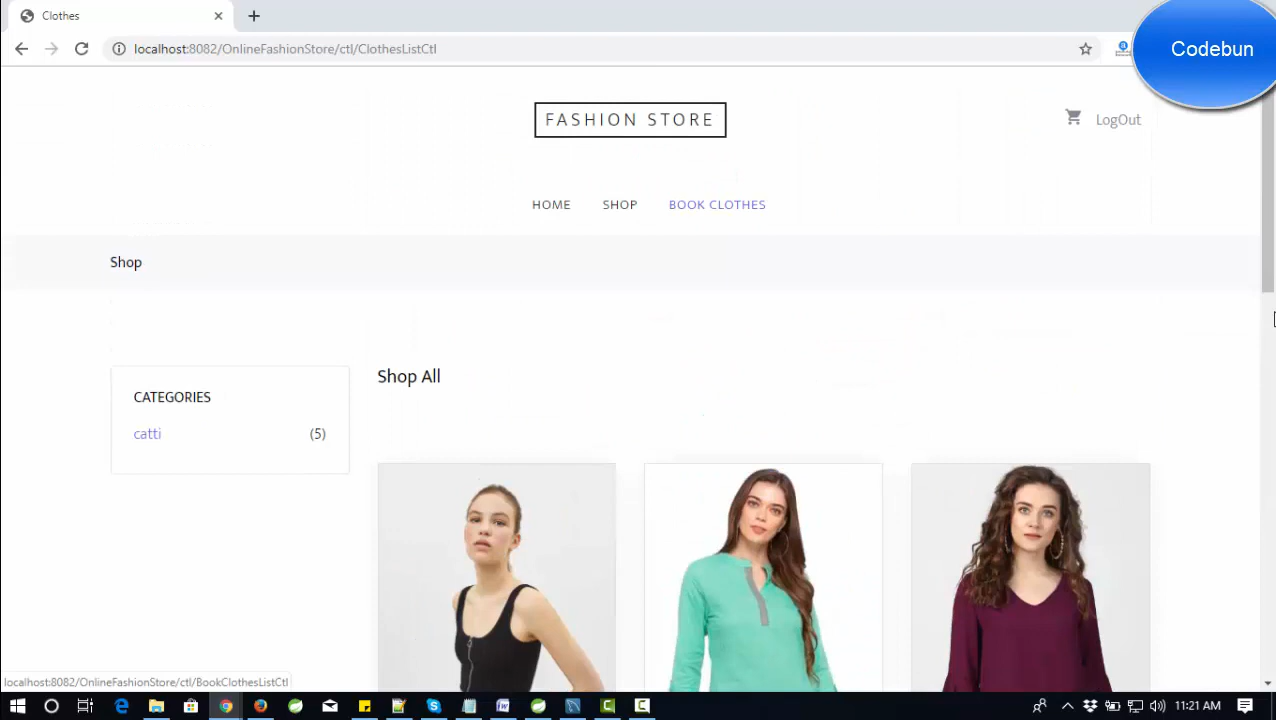 Clothes
localhost:8082/OnlineFashionStore/ctl/ClothesListCtl
Codebun
FASHION STORE
LogOut
HOME SHOP BOOK CLOTHES
Shop
CATEGORIES
catti (5)
Shop All
localhost:8082/OnlineFashionStore/ctl/BookClothesListCtl
11:21 AM